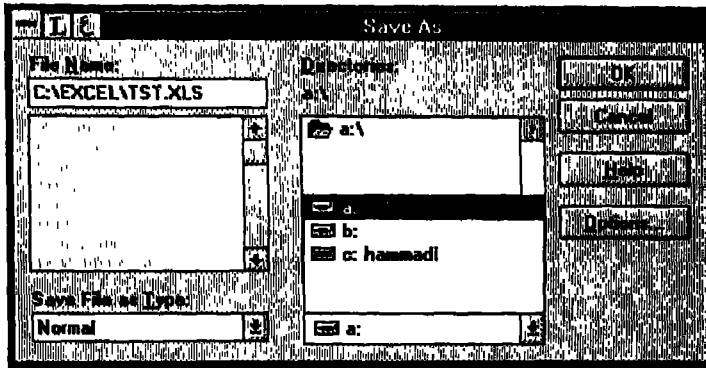 Save As
File Name:
C:\EXCEL\TST.XLS
Directories:
a:\
a:\
a:
b:
c: hammadi
Save File as Type:
Normal
a:
OK
Cancel
Help
Options...